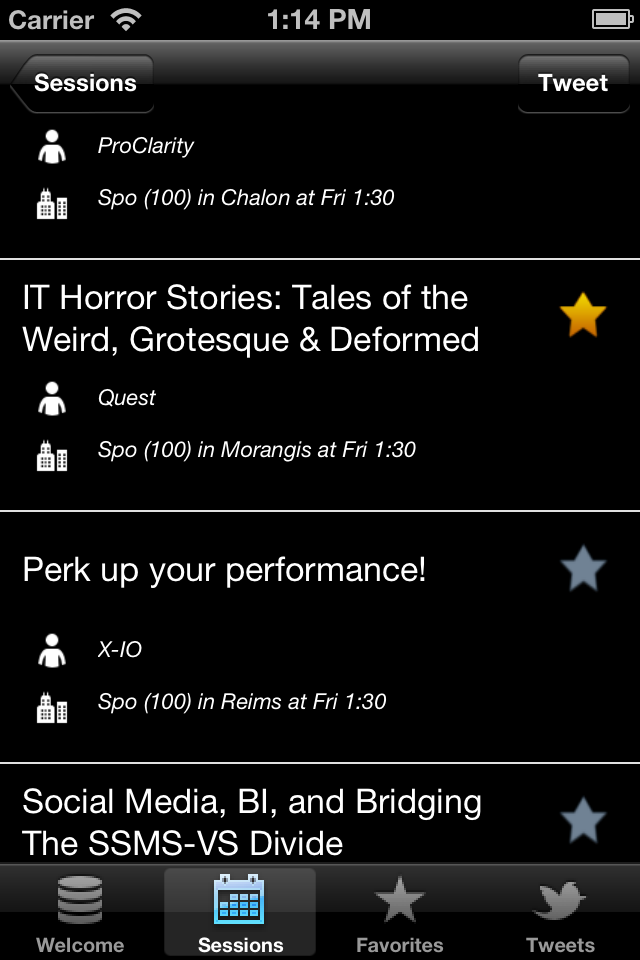 Carrier 1:14 PM
Sessions Tweet
ProClarity
Spo (100) in Chalon at Fri 1:30
IT Horror Stories: Tales of the
Weird, Grotesque & Deformed
Quest
Spo (100) in Morangis at Fri 1:30
Perk up your performance!
X-IO
Spo (100) in Reims at Fri 1:30
Social Media, BI, and Bridging
The SSMS-VS Divide
Welcome Sessions Favorites Tweets